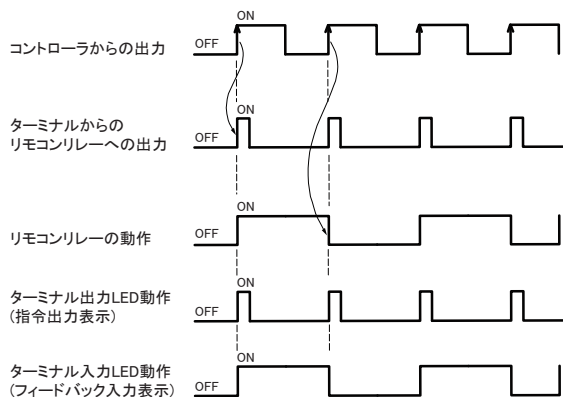 ON
コントローラからの出力
OFF
ON
ターミナルからの
リモコンリレーへの出力
OFF
ON
OFF
リモコンリレーの動作
ON
ターミナル出力LED動作
(指令出力表示)
OFF
ON
ターミナル入力LED動作
(フィードバック入力表示)
OFF